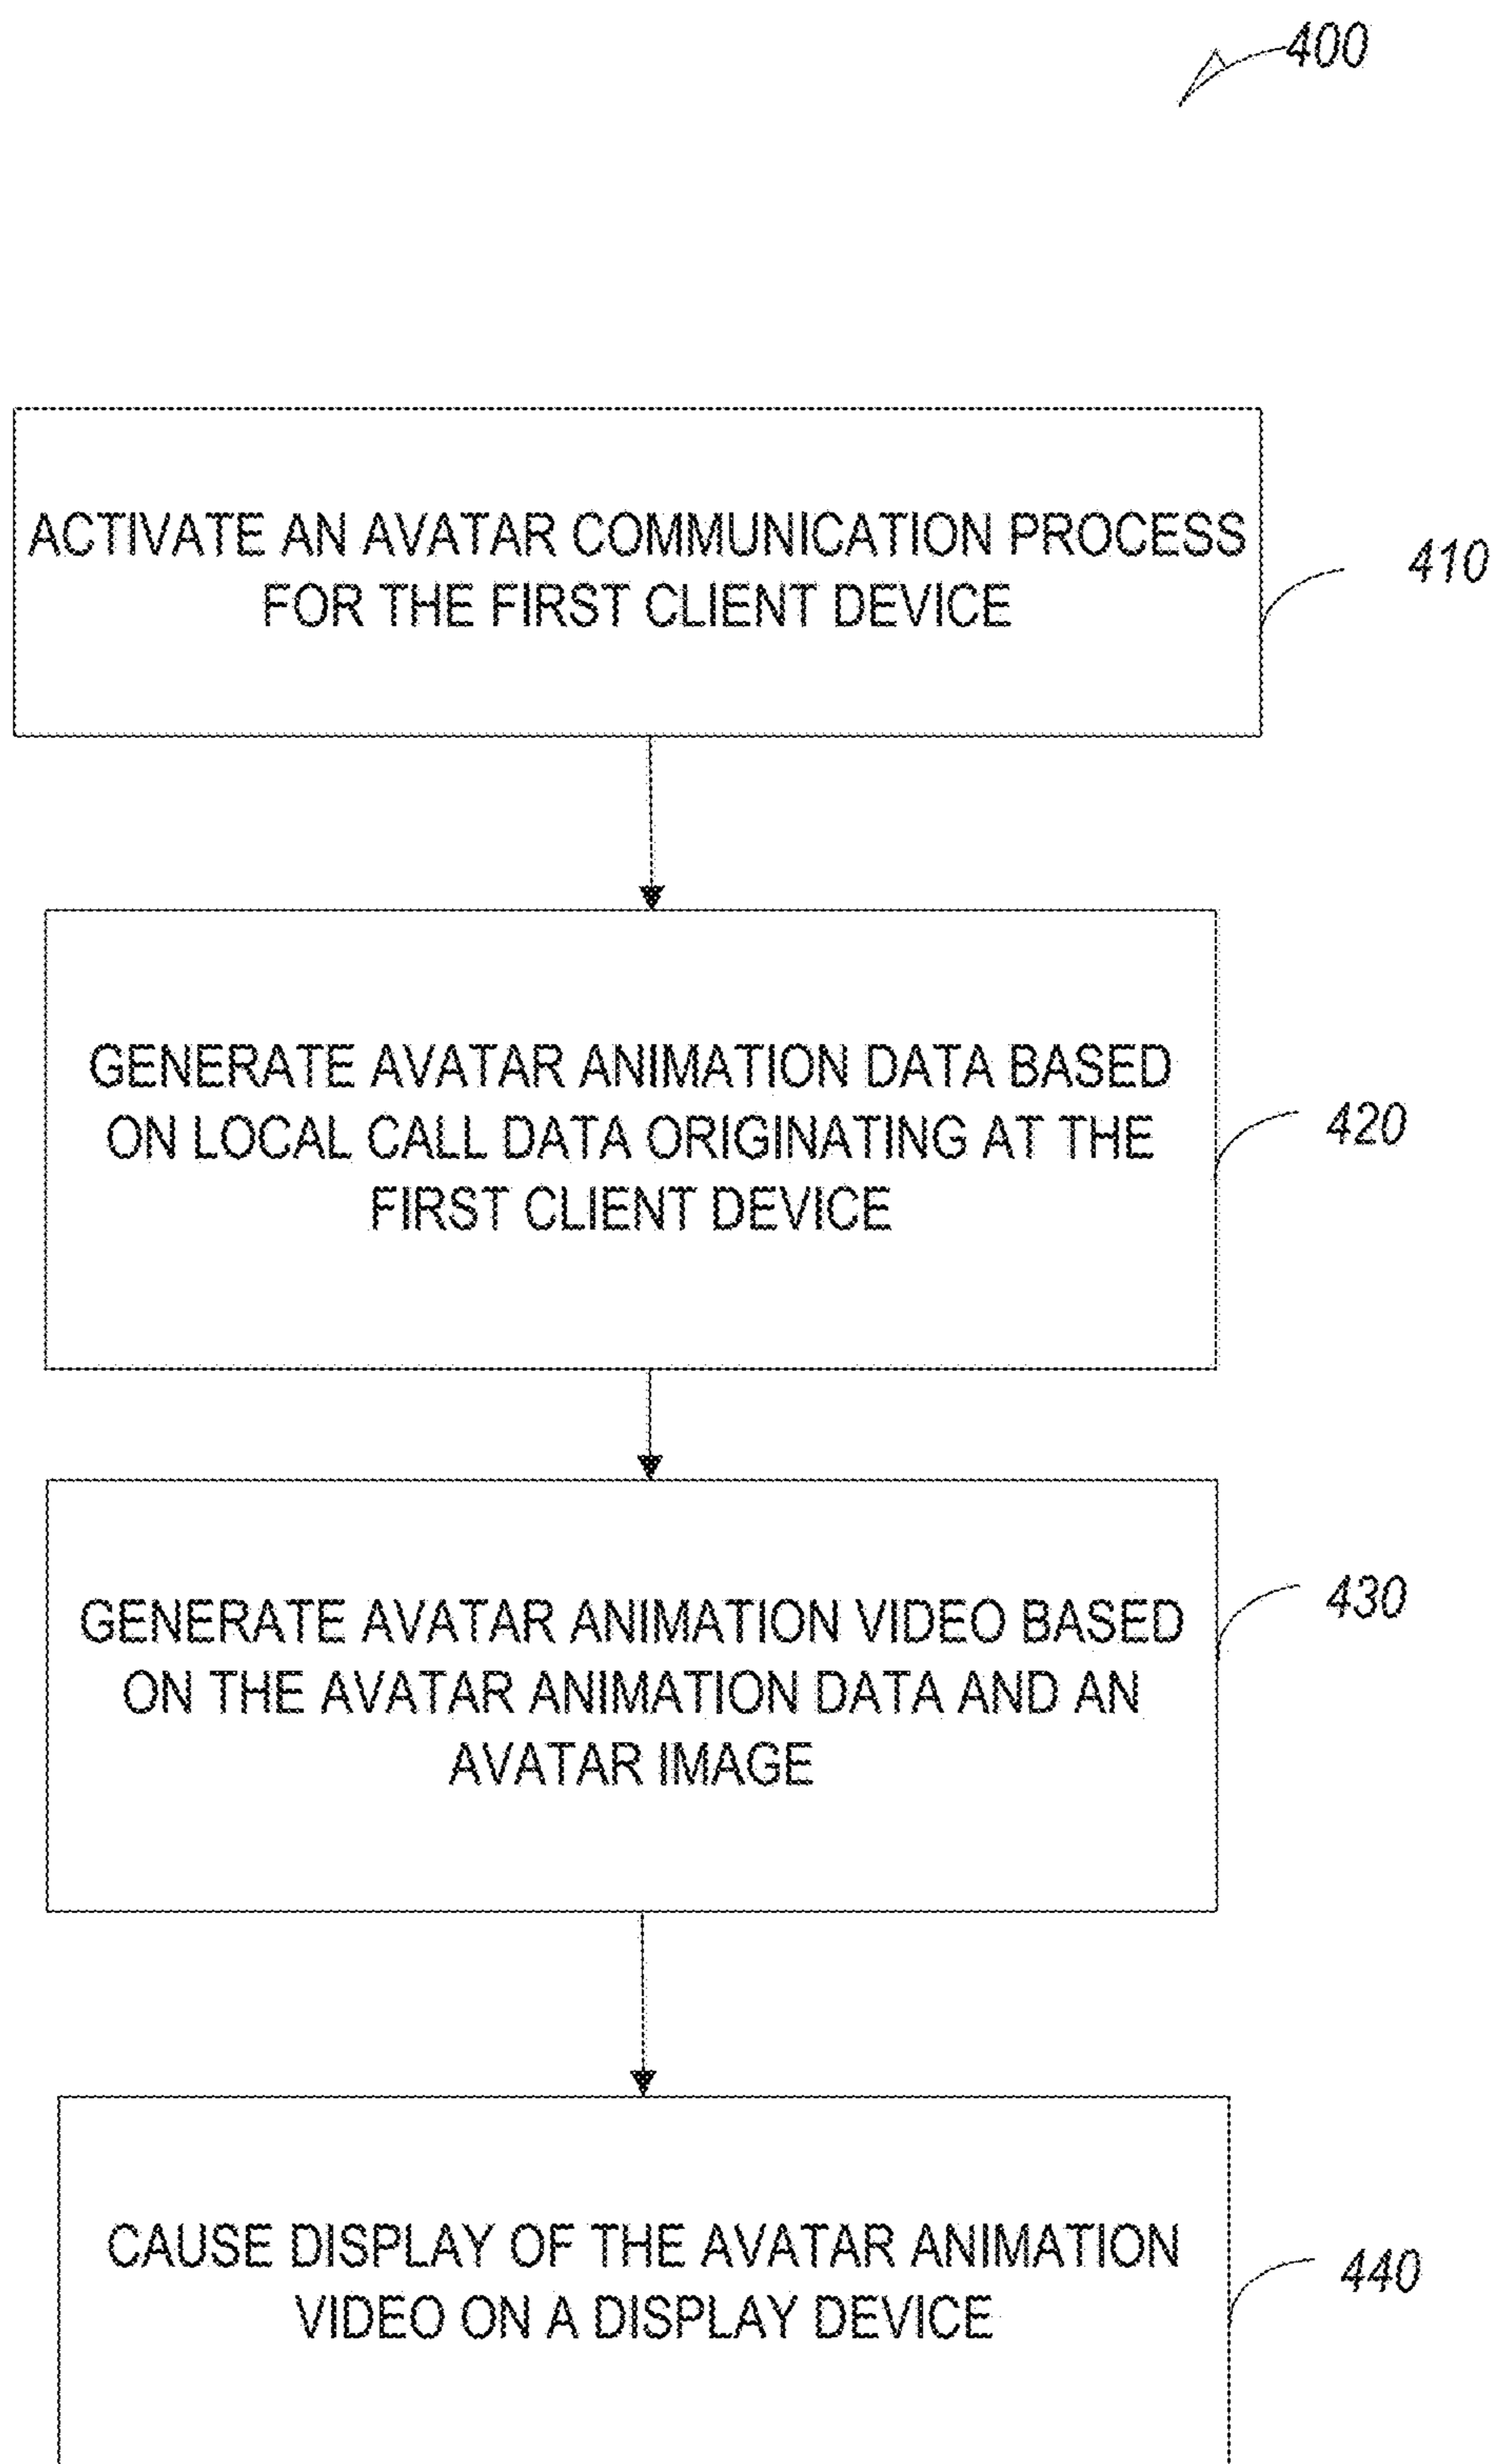 400
ACTIVATE AN AVATAR COMMUNICATION PROCESS
FOR THE FIRST CLIENT DEVICE
410
GENERATE AVATAR ANIMATION DATA BASED
ON LOCAL CALL DATA ORIGINATING AT THE
FIRST CLIENT DEVICE
420
GENERATE AVATAR ANIMATION VIDEO BASED
ON THE AVATAR ANIMATION DATA AND AN
AVATAR IMAGE
430
CAUSE DISPLAY OF THE AVATAR ANIMATION
VIDEO ON A DISPLAY DEVICE
440